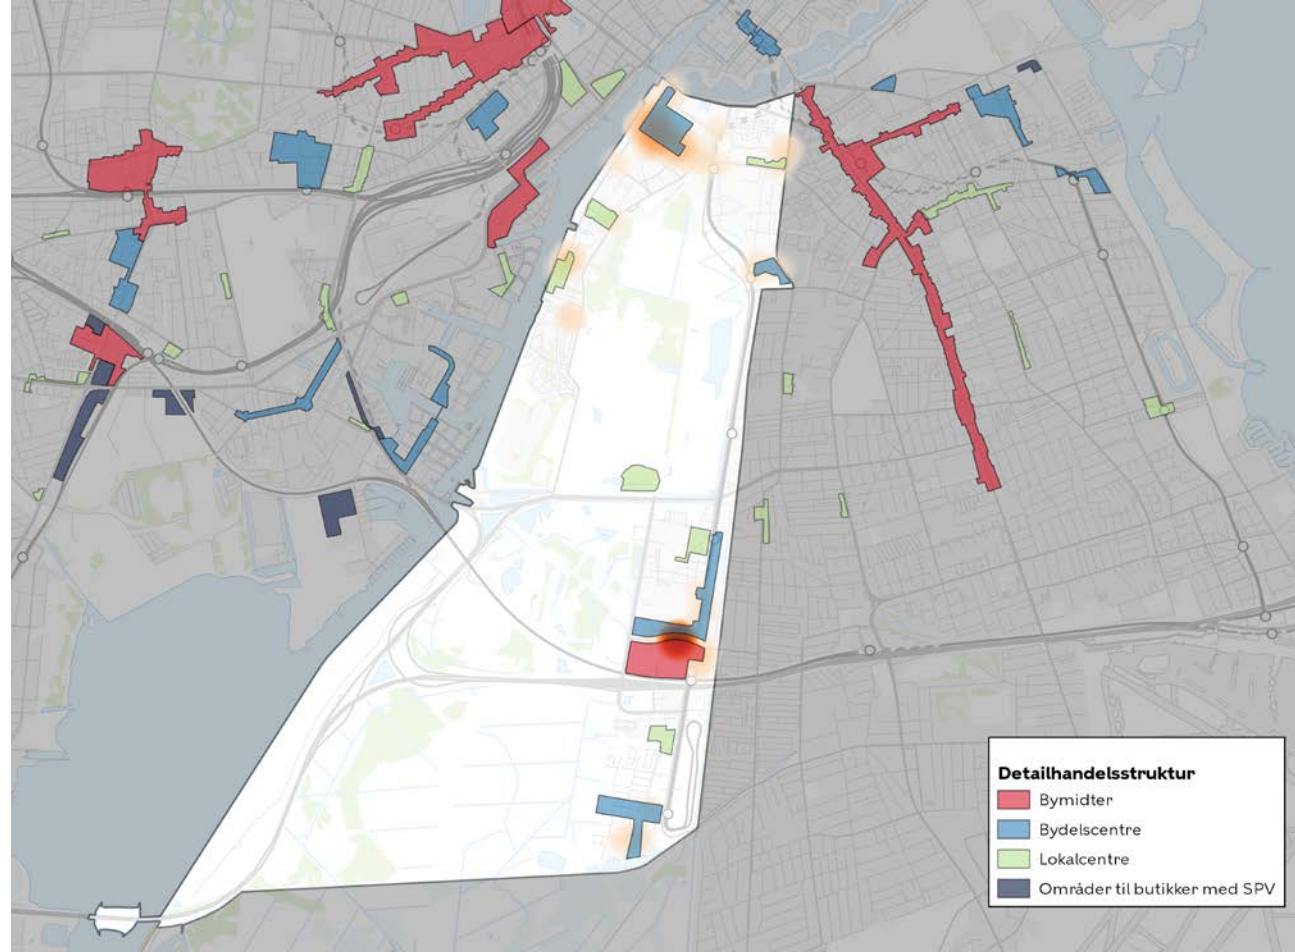 Detailhandelsstruktur
Bymidter
Bydelscentre
Lokalcentre
Områder til butikker med SPV